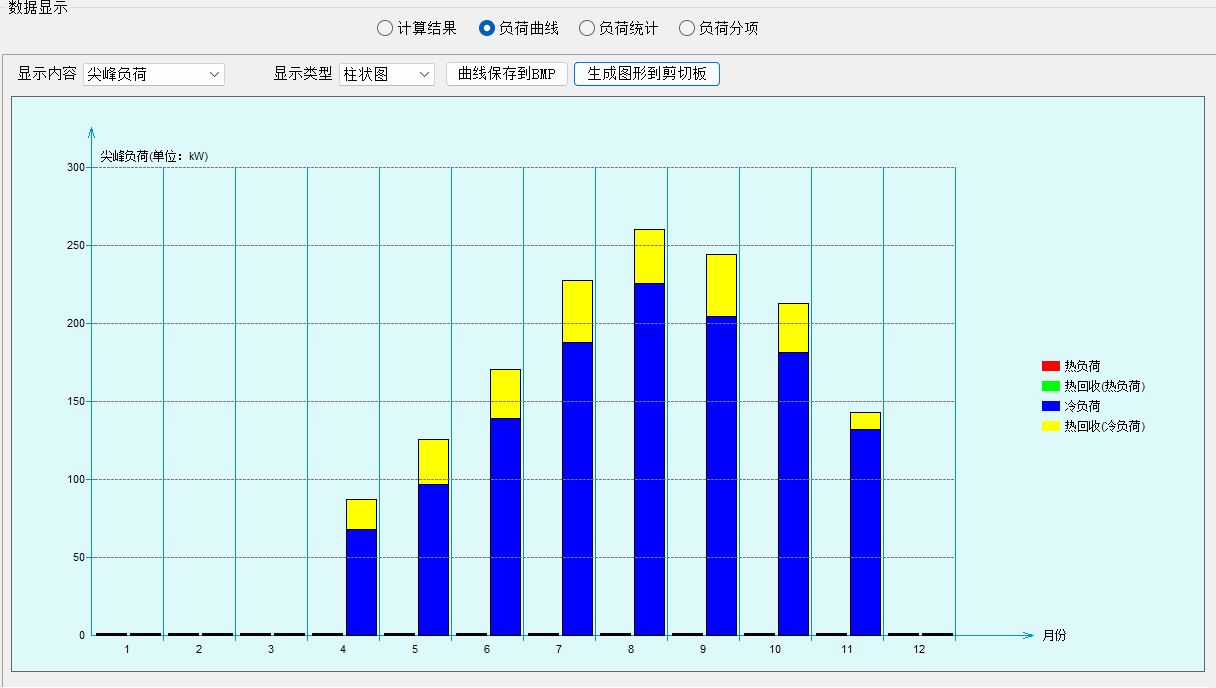 数据显示
计算结果 负荷曲线 负荷统计 负荷分项
显示内容 尖峰负荷 显示类型 柱状图 曲线保存到BMP 生成图形到剪切板
尖峰负荷(单位：kW)
300
250
200
150
100
50
0
1 2 3 4 5 6 7 8 9 10 11 12
月份
热负荷
热回收(热负荷)
冷负荷
热回收(冷负荷)